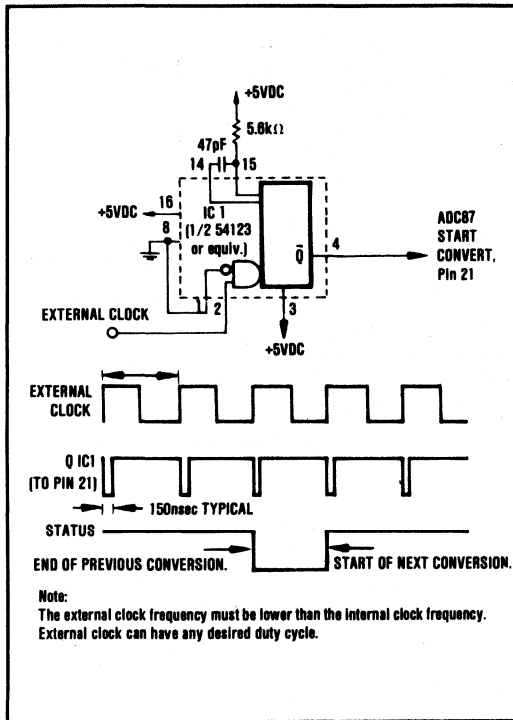 +5VDC
5.6kΩ
47pF
14 15
16
+5VDC
IC 1
8
(1/2 54123
or equiv.)
Q̅ 4
ADC87
START
CONVERT,
Pin 21
1 2 3
EXTERNAL CLOCK
+5VDC
EXTERNAL
CLOCK
Q IC1
(TO PIN 21)
150nsec TYPICAL
STATUS
END OF PREVIOUS CONVERSION. START OF NEXT CONVERSION.
Note:
The external clock frequency must be lower than the internal clock frequency.
External clock can have any desired duty cycle.